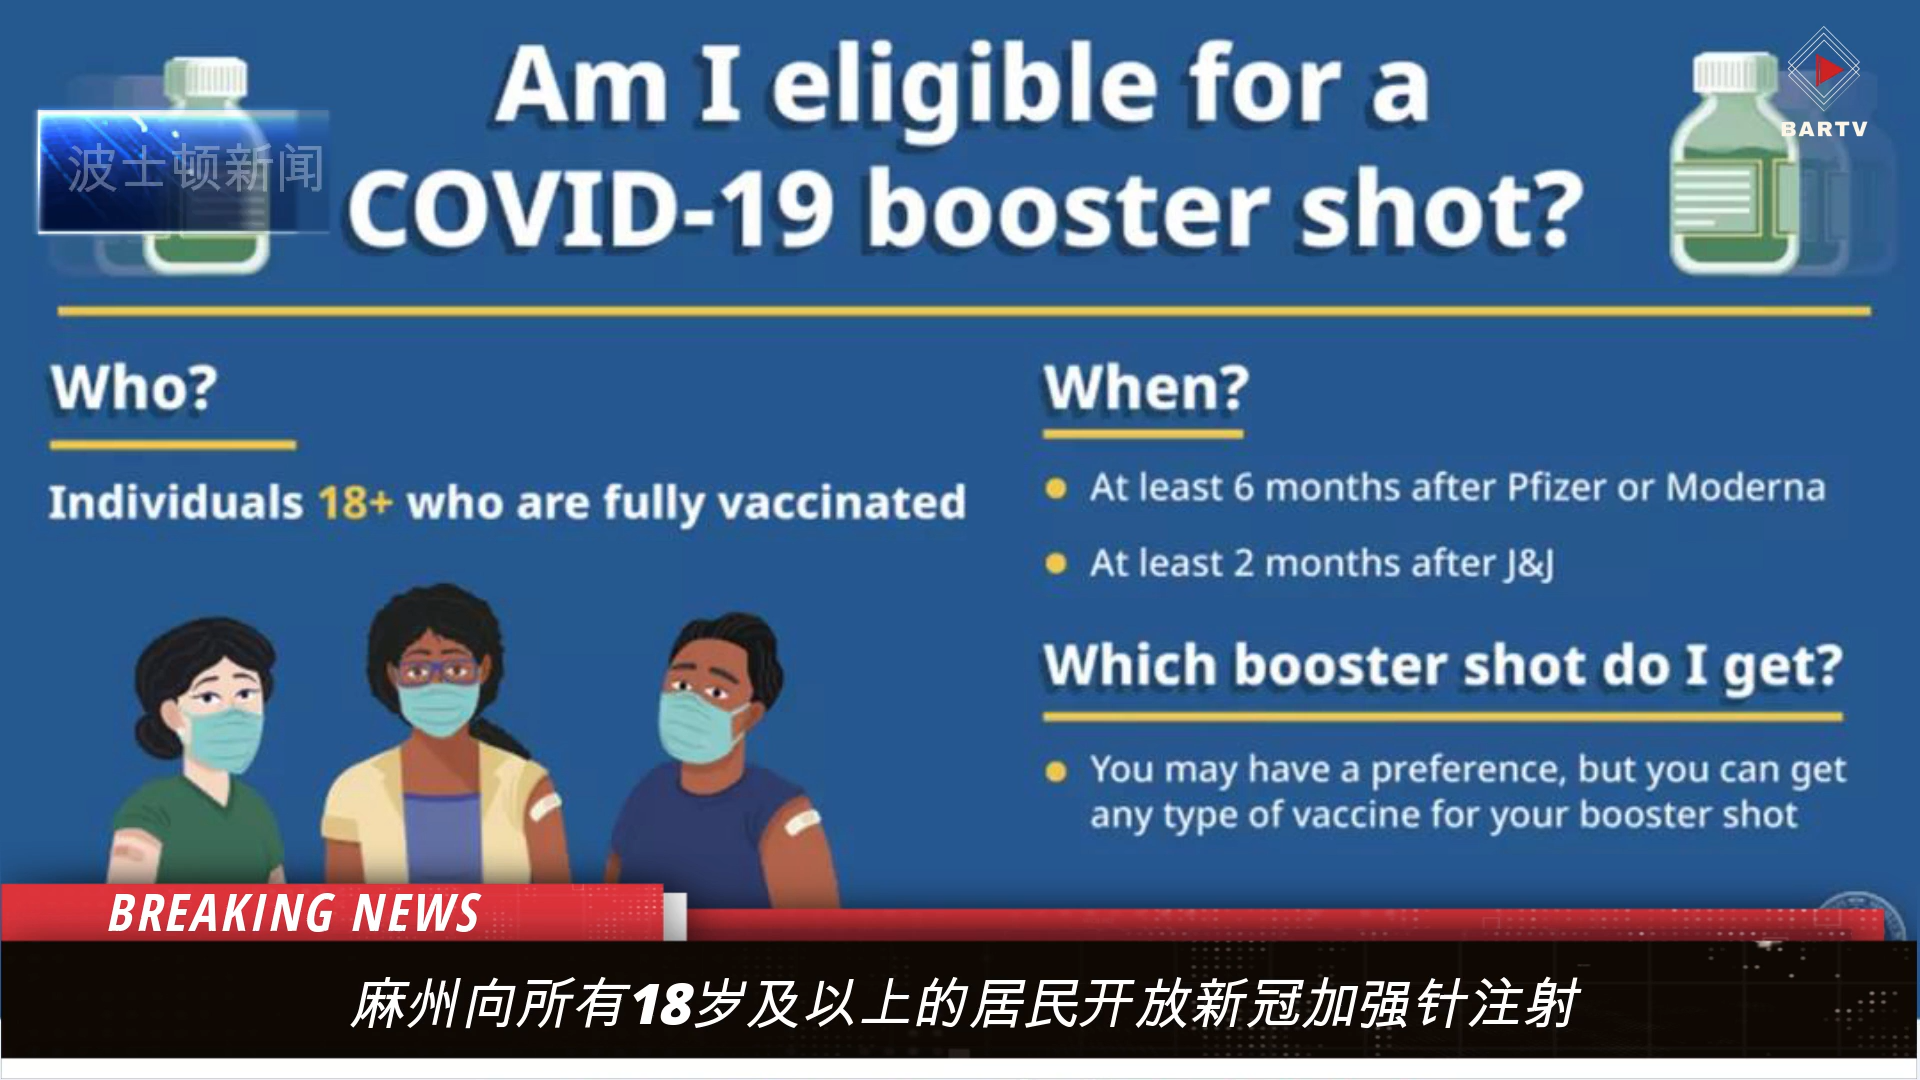 Am I eligible for a
COVID-19 booster shot?
波士顿新闻
BARTV
Who?
Individuals 18+ who are fully vaccinated
When?
At least 6 months after Pfizer or Moderna
At least 2 months after J&J
Which booster shot do I get?
You may have a preference, but you can get
any type of vaccine for your booster shot
BREAKING NEWS
麻州向所有18岁及以上的居民开放新冠加强针注射